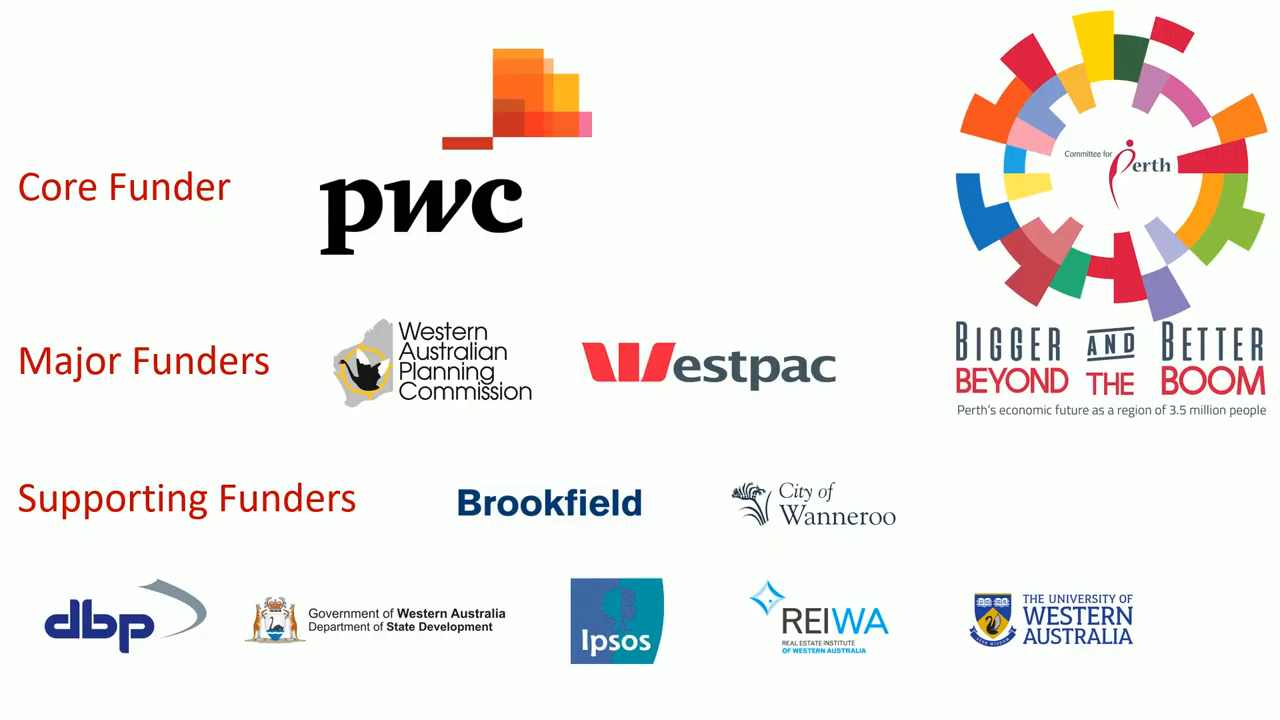 Core Funder
pwc
Committee for Perth
Major Funders
Western
Australian
Planning
Commission
Westpac
BIGGER AND BETTER
BEYOND THE BOOM
Perth's economic future as a region of 3.5 million people
Supporting Funders
Brookfield
City of
Wanneroo
dbp
Government of Western Australia
Department of State Development
Ipsos
REIWA
REAL ESTATE INSTITUTE
OF WESTERN AUSTRALIA
THE UNIVERSITY OF
WESTERN
AUSTRALIA